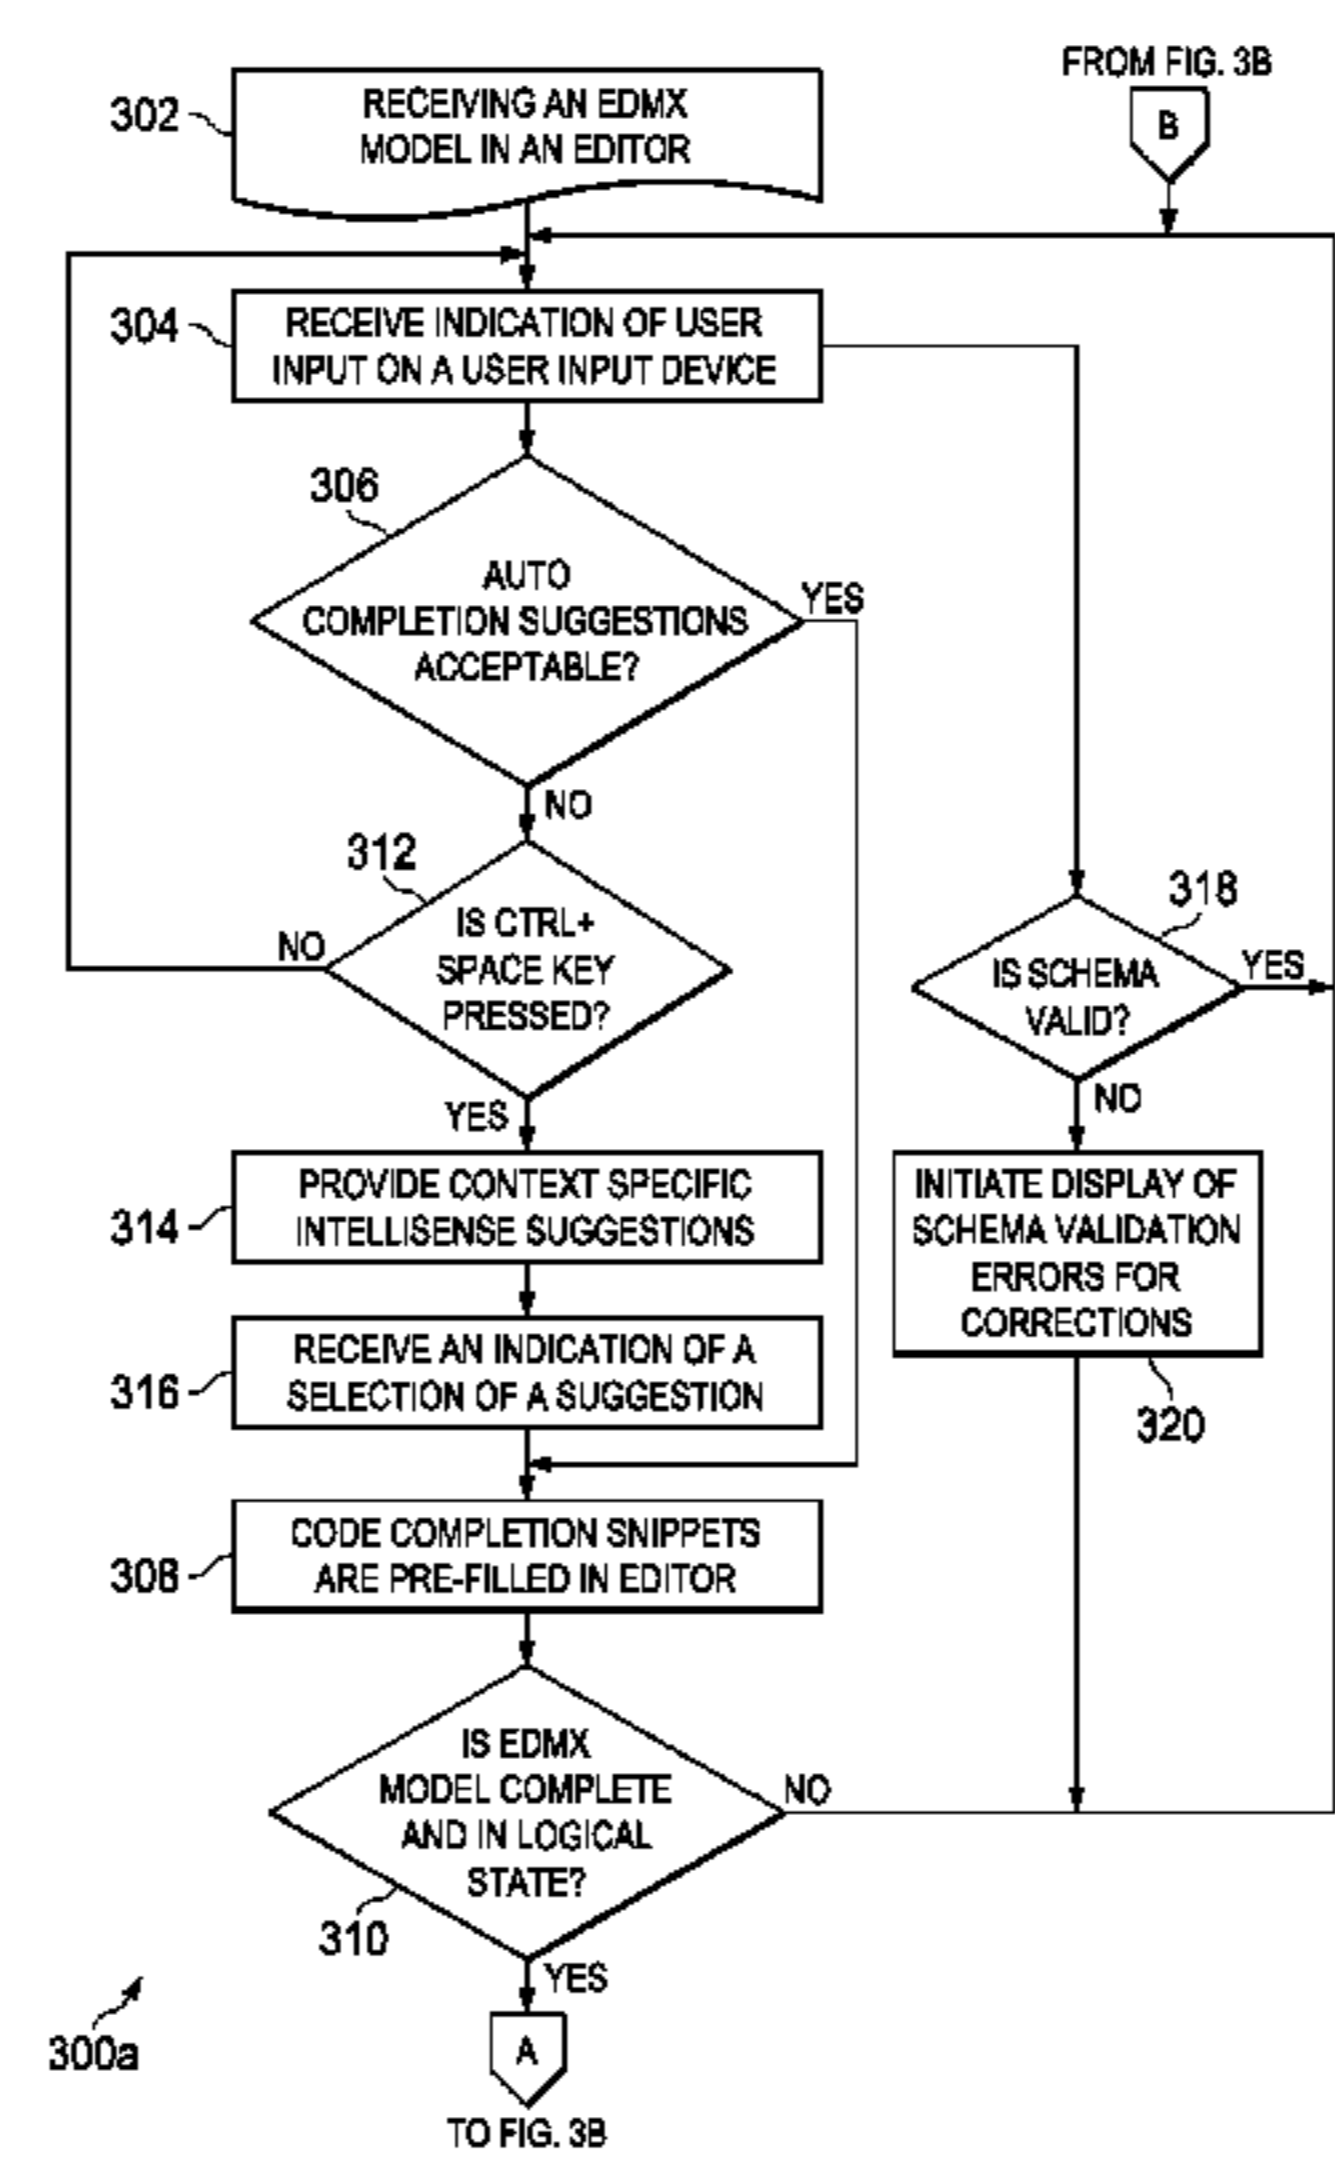 FROM FIG. 3B
B
302
RECEIVING AN EDMX
MODEL IN AN EDITOR
304
RECEIVE INDICATION OF USER
INPUT ON A USER INPUT DEVICE
306
AUTO
COMPLETION SUGGESTIONS
ACCEPTABLE?
YES
NO
312
IS CTRL+
SPACE KEY
PRESSED?
NO
YES
318
IS SCHEMA
VALID?
YES
NO
314
PROVIDE CONTEXT SPECIFIC
INTELLISENSE SUGGESTIONS
INITIATE DISPLAY OF
SCHEMA VALIDATION
ERRORS FOR
CORRECTIONS
320
316
RECEIVE AN INDICATION OF A
SELECTION OF A SUGGESTION
308
CODE COMPLETION SNIPPETS
ARE PRE-FILLED IN EDITOR
IS EDMX
MODEL COMPLETE
AND IN LOGICAL
STATE?
NO
310
YES
300a
A
TO FIG. 3B